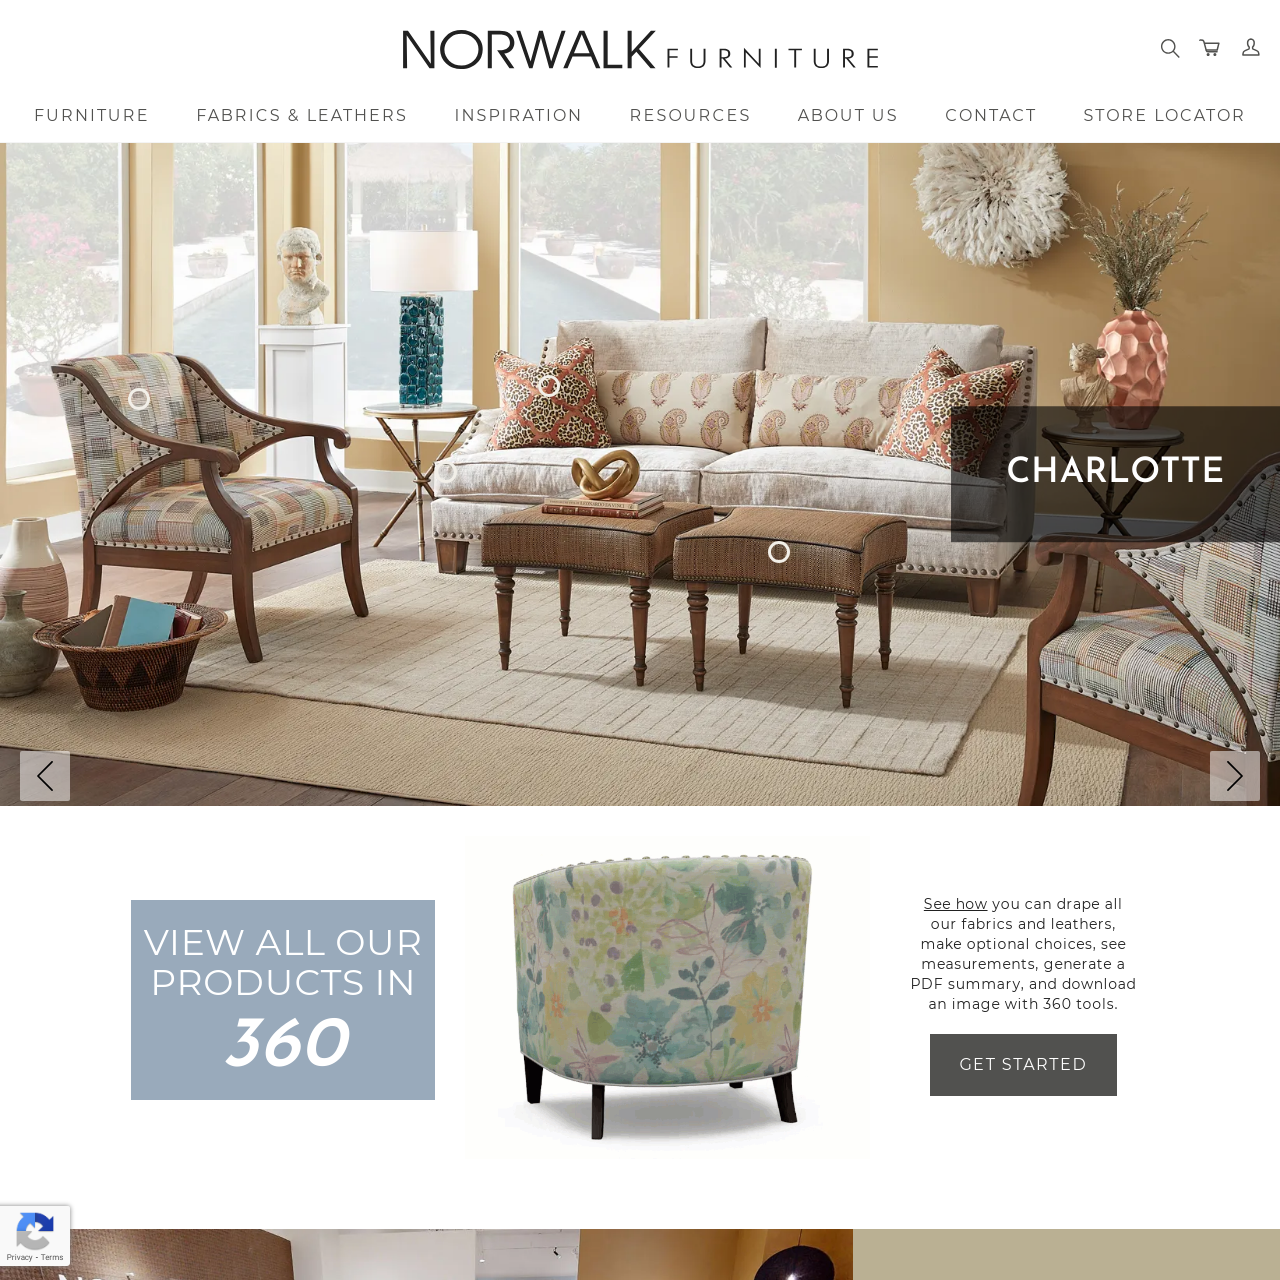 NORWALK FURNITURE
FURNITURE
FABRICS & LEATHERS
INSPIRATION
RESOURCES
ABOUT US
CONTACT
STORE LOCATOR
CHARLOTTE
VIEW ALL OUR
PRODUCTS IN
360
See how you can drape all
our fabrics and leathers,
make optional choices, see
measurements, generate a
PDF summary, and download
an image with 360 tools.
GET STARTED
Privacy - Terms